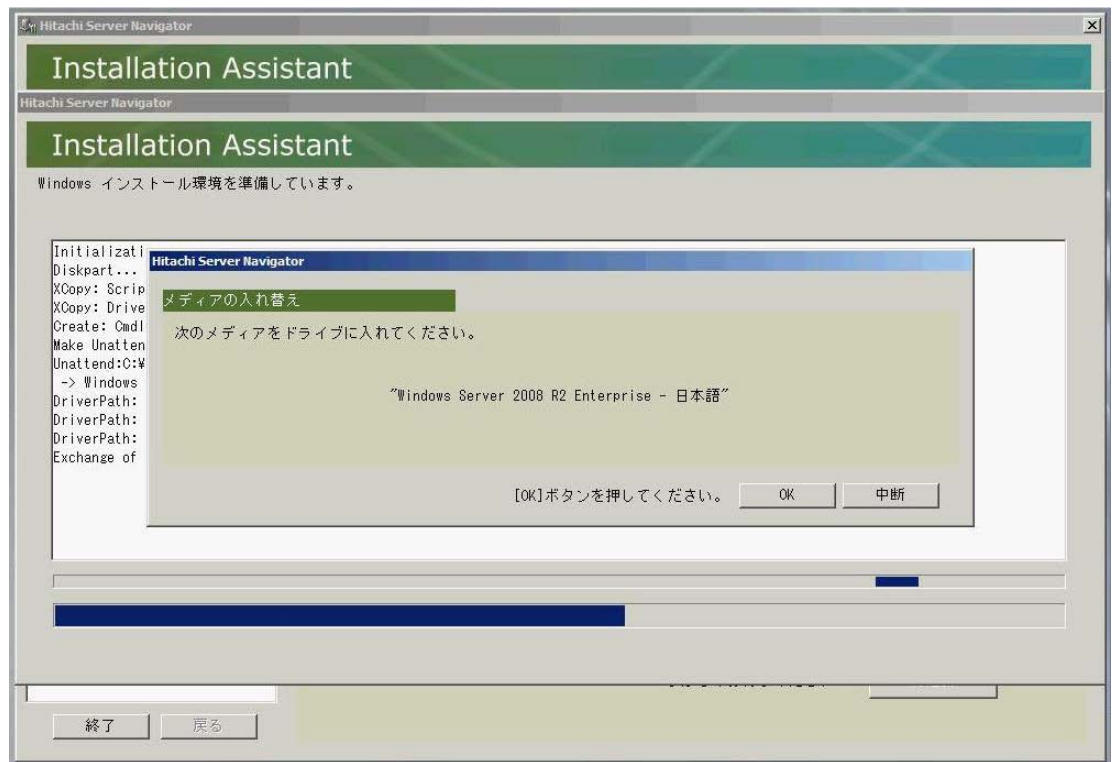 Hitachi Server Navigator
Installation Assistant
Hitachi Server Navigator
Installation Assistant
Windows インストール環境を準備しています。
Initializati
Diskpart...
XCopy: Scrip
XCopy: Drive
Create: Cmdl
Make Unatten
Unattend:C:¥
-> Windows
DriverPath:
DriverPath:
DriverPath:
Exchange of
Hitachi Server Navigator
メディアの入れ替え
次のメディアをドライブに入れてください。
"Windows Server 2008 R2 Enterprise - 日本語"
[OK]ボタンを押してください。 OK 中断
終了 戻る